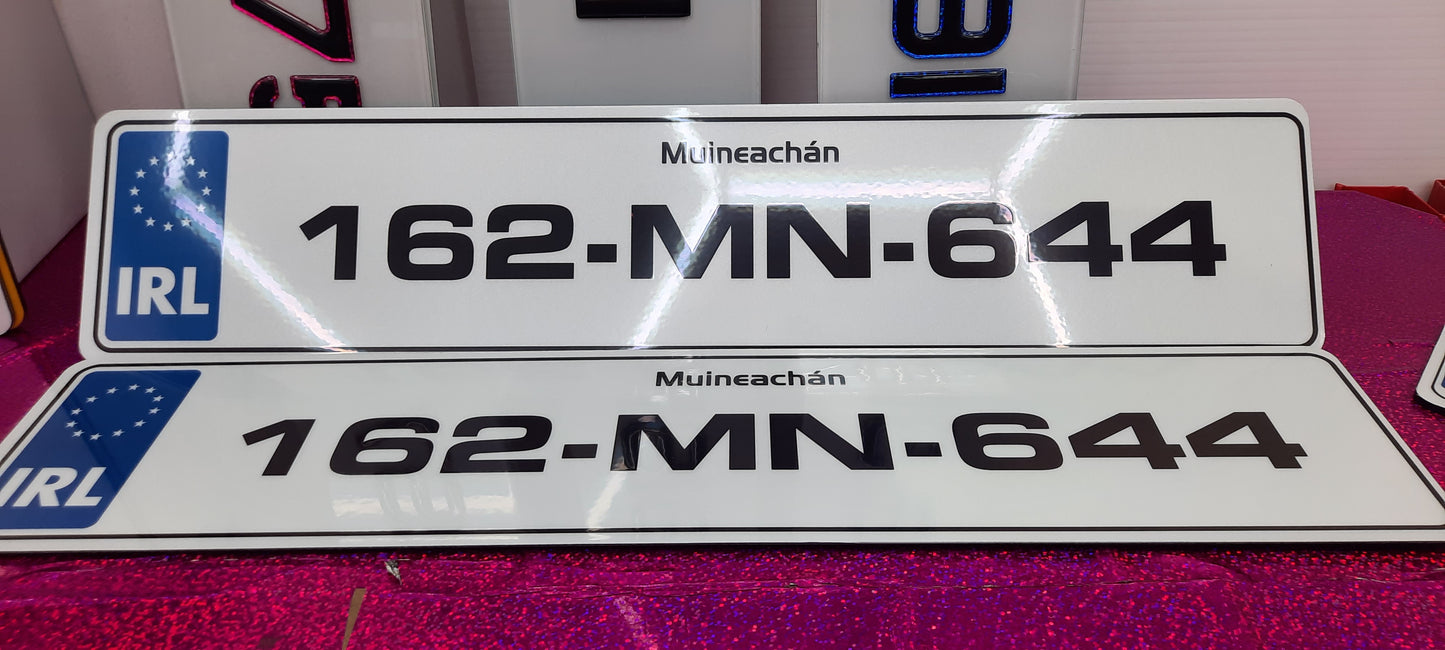 Muineachán
IRL
162-MN-644
Muineachán
IRL
162-MN-644